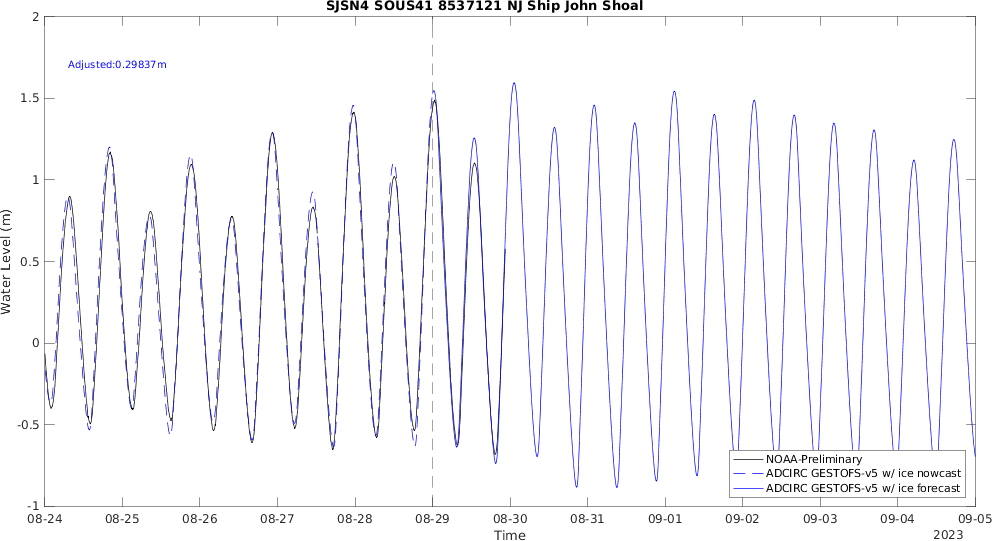 SJSN4 SOUS41 8537121 NJ Ship John Shoal
Adjusted:0.29837m
2
1.5
1
0.5
0
-0.5
-1
Water Level (m)
NOAA-Preliminary
ADCIRC GESTOFS-v5 w/ ice nowcast
ADCIRC GESTOFS-v5 w/ ice forecast
08-24 08-25 08-26 08-27 08-28 08-29 08-30 08-31 09-01 09-02 09-03 09-04 09-05
Time
2023